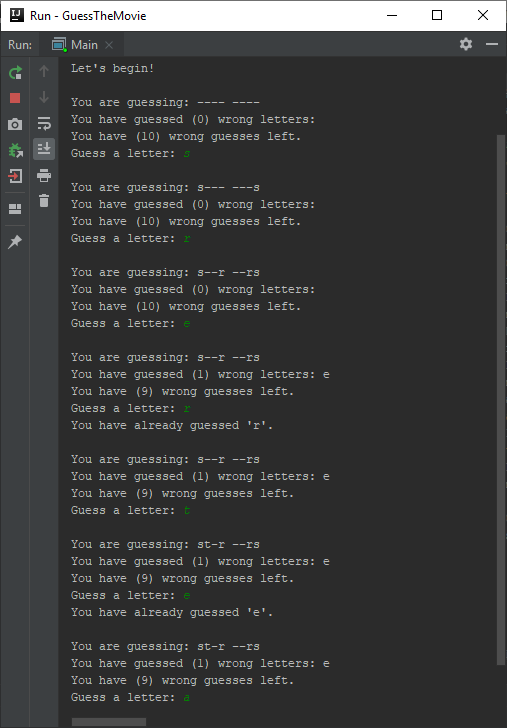 Run - GuessTheMovie
Run: Main
Let's begin!
You are guessing: ---- ----
You have guessed (0) wrong letters:
You have (10) wrong guesses left.
Guess a letter: s
You are guessing: s--- ---s
You have guessed (0) wrong letters:
You have (10) wrong guesses left.
Guess a letter: r
You are guessing: s--r --rs
You have guessed (0) wrong letters:
You have (10) wrong guesses left.
Guess a letter: e
You are guessing: s--r --rs
You have guessed (1) wrong letters: e
You have (9) wrong guesses left.
Guess a letter: r
You have already guessed 'r'.
You are guessing: s--r --rs
You have guessed (1) wrong letters: e
You have (9) wrong guesses left.
Guess a letter: t
You are guessing: st-r --rs
You have guessed (1) wrong letters: e
You have (9) wrong guesses left.
Guess a letter: e
You have already guessed 'e'.
You are guessing: st-r --rs
You have guessed (1) wrong letters: e
You have (9) wrong guesses left.
Guess a letter: a